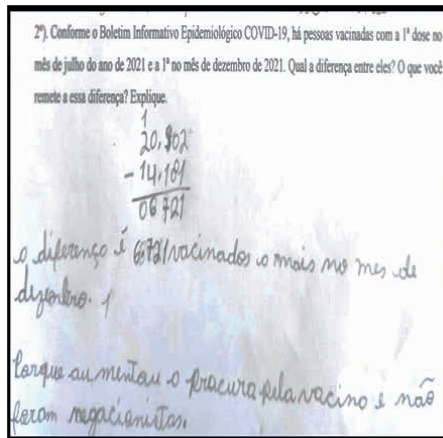 2º). Conforme o Boletim Informativo Epidemiológico COVID-19, há pessoas vacinadas com a 1ª dose no
mês de julho do ano de 2021 e a 1ª no mês de dezembro de 2021. Qual a diferença entre eles? O que você
remete a essa diferença? Explique.
1
20.902
- 14.181
06721
a diferença é 6721 vacinados a mais no mes de
dezembro.
Porque aumentou a procura pela vacina e não
foram negacionistas.